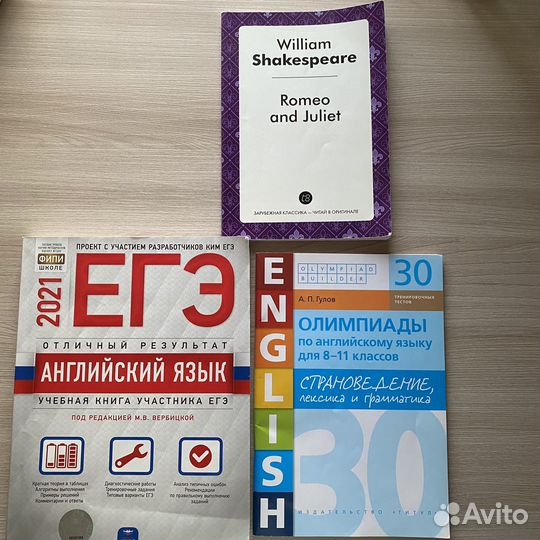 William
Shakespeare
Romeo
and Juliet
ЗАРУБЕЖНАЯ КЛАССИКА — ЧИТАЙ В ОРИГИНАЛЕ
ПРОЕКТ С УЧАСТИЕМ РАЗРАБОТЧИКОВ КИМ ЕГЭ
ФИПИ
ШКОЛЕ
2021
ЕГЭ
ОТЛИЧНЫЙ РЕЗУЛЬТАТ
АНГЛИЙСКИЙ ЯЗЫК
УЧЕБНАЯ КНИГА УЧАСТНИКА ЕГЭ
ПОД РЕДАКЦИЕЙ М.В. ВЕРБИЦКОЙ
Краткая теория в таблицах
Алгоритмы выполнения
Примеры решений
Комментарии и ответы
Диагностические работы
Тренировочные задания
Типовые варианты ЕГЭ
Анализ типичных ошибок
Рекомендации
по правильному выполнению
заданий
ENGLISH
OLYMPIAD
BUILDER
30
ТРЕНИРОВОЧНЫХ
ТЕСТОВ
А. П. Гулов
ОЛИМПИАДЫ
по английскому языку
для 8–11 классов
СТРАНОВЕДЕНИЕ,
лексика и грамматика
30
ИЗДАТЕЛЬСТВО «ТИТУЛ»
Avito